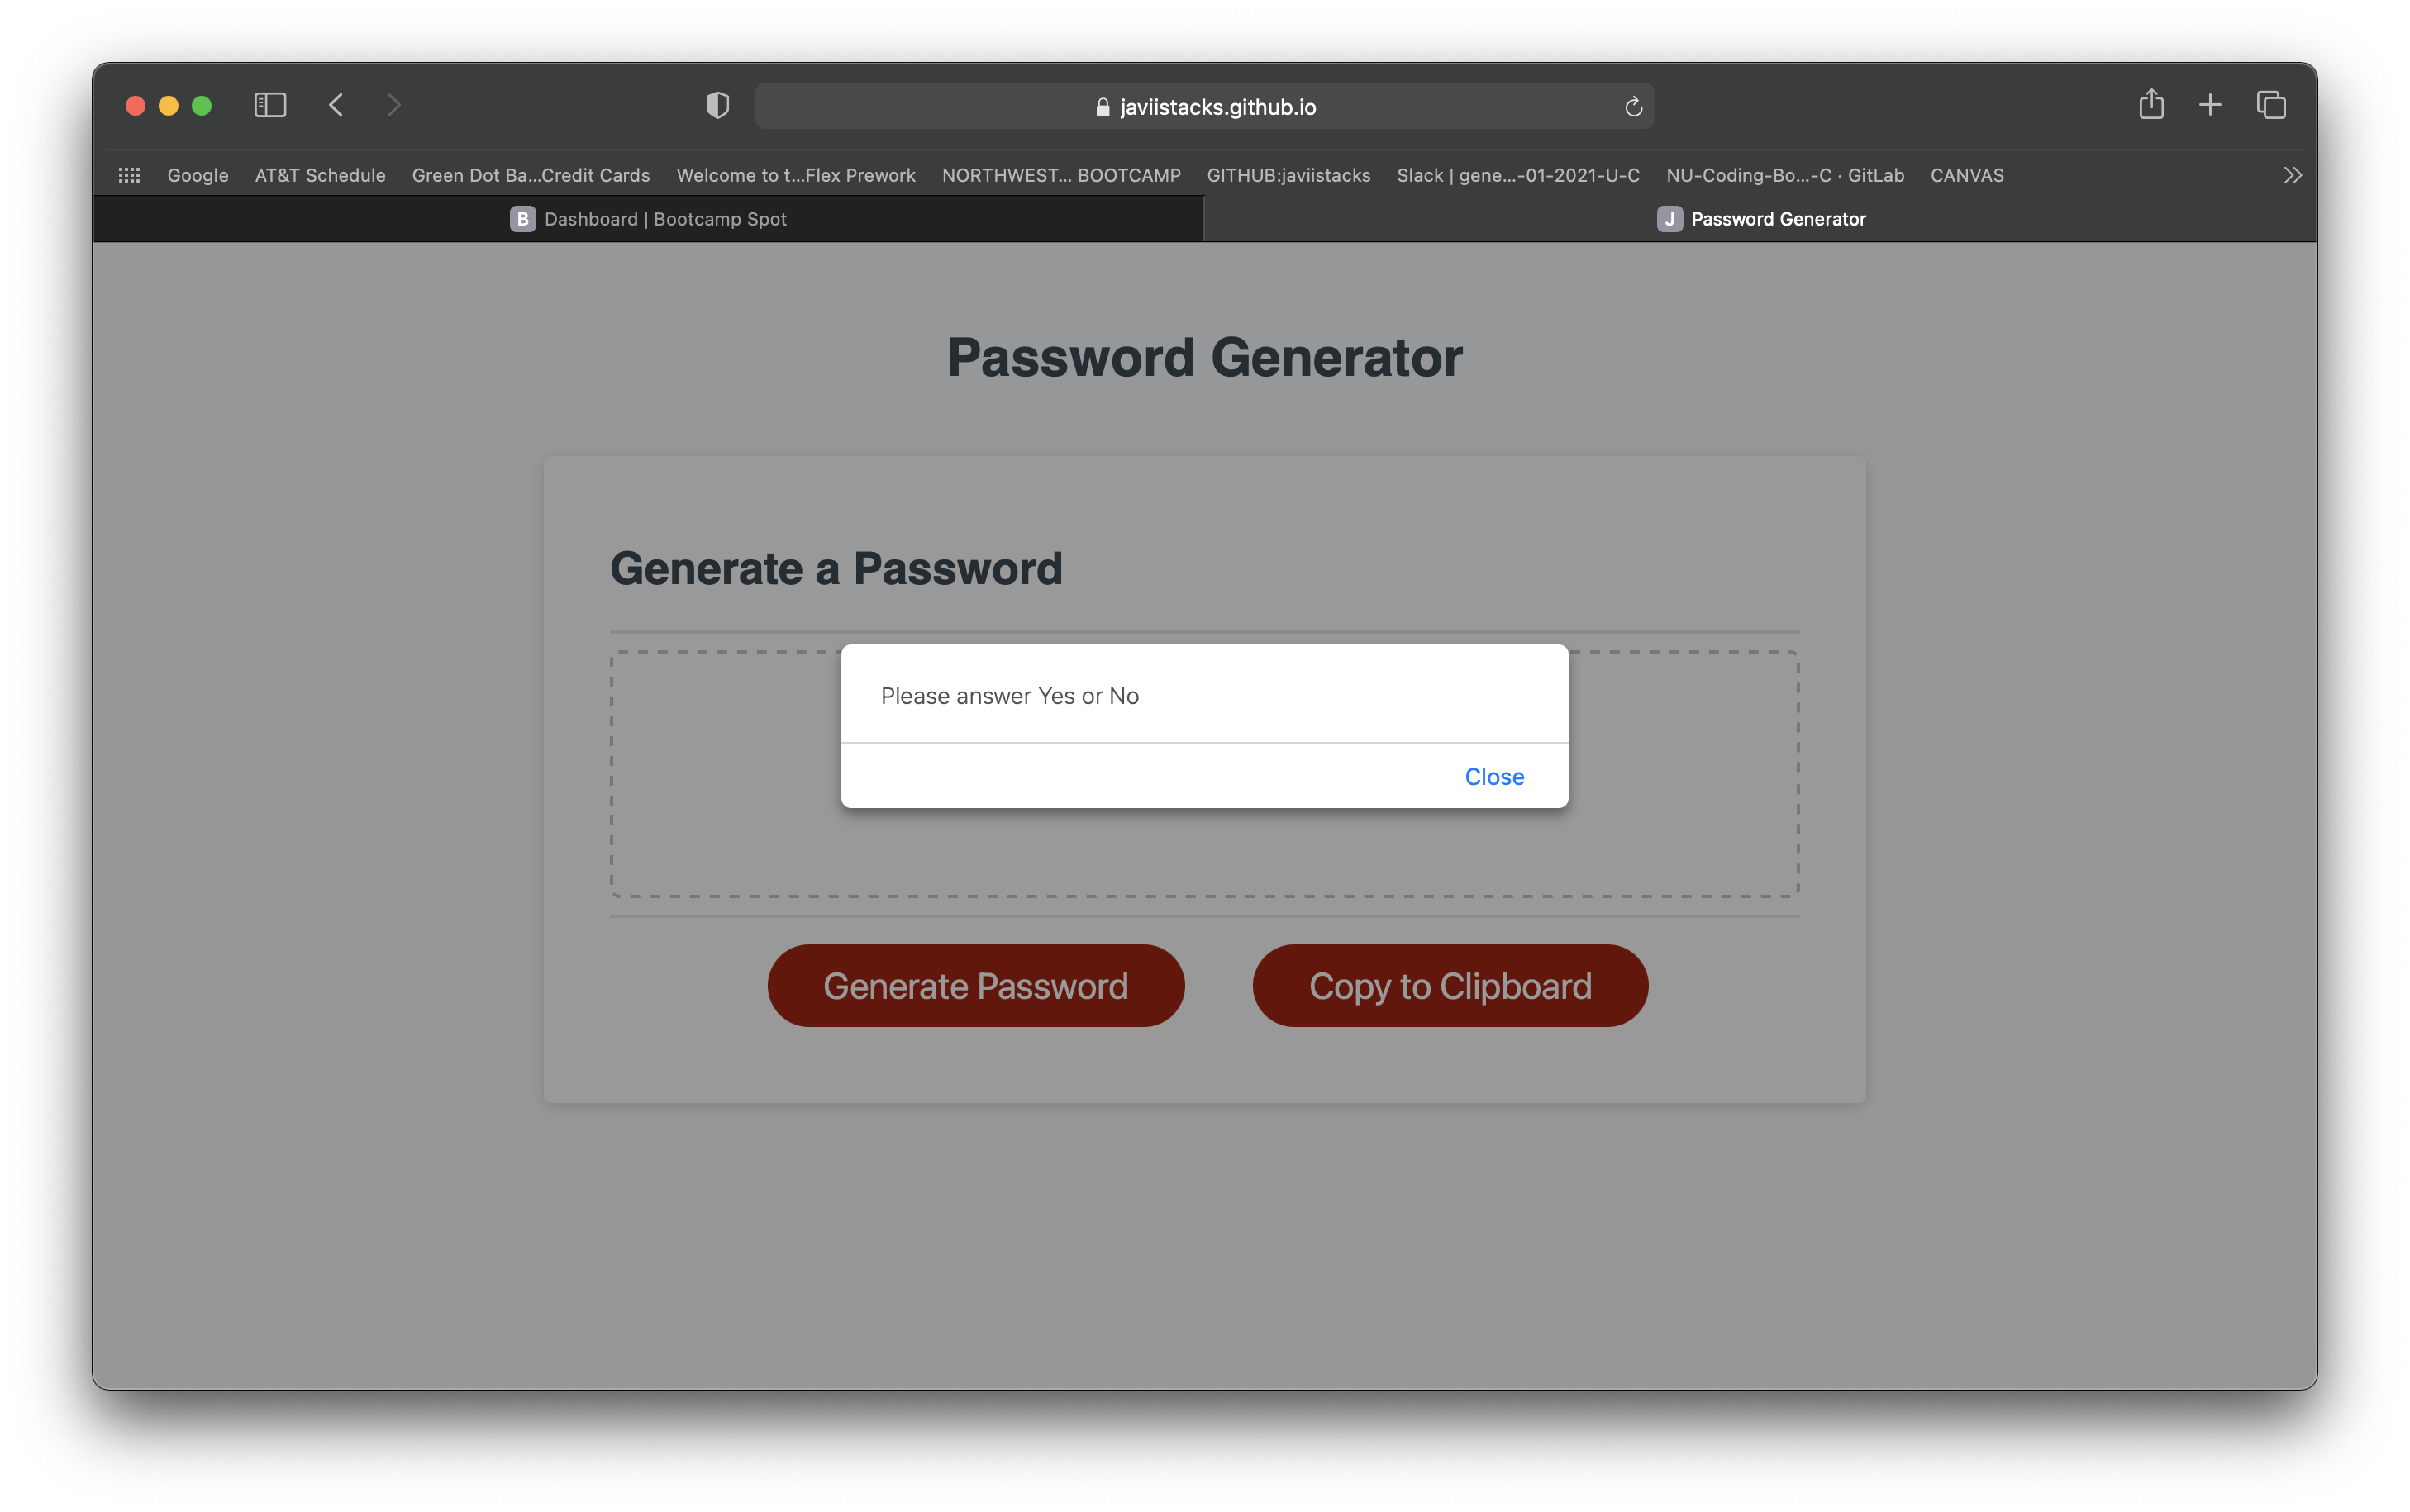 javiistacks.github.io
Google AT&T Schedule Green Dot Ba...Credit Cards Welcome to t...Flex Prework NORTHWEST... BOOTCAMP GITHUB:javiistacks Slack | gene...-01-2021-U-C NU-Coding-Bo...-C · GitLab CANVAS
B Dashboard | Bootcamp Spot J Password Generator
Password Generator
Generate a Password
Please answer Yes or No
Close
Generate Password Copy to Clipboard